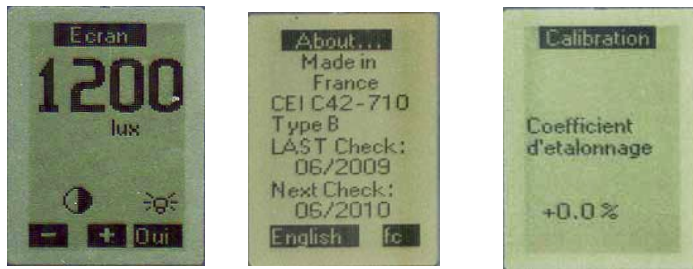 Ecran
1200
lux
- + Oui
About...
Made in
France
CEI C42-710
Type B
LAST Check:
06/2009
Next Check:
06/2010
English fc
Calibration
Coefficient
d'etalonnage
+0.0 %